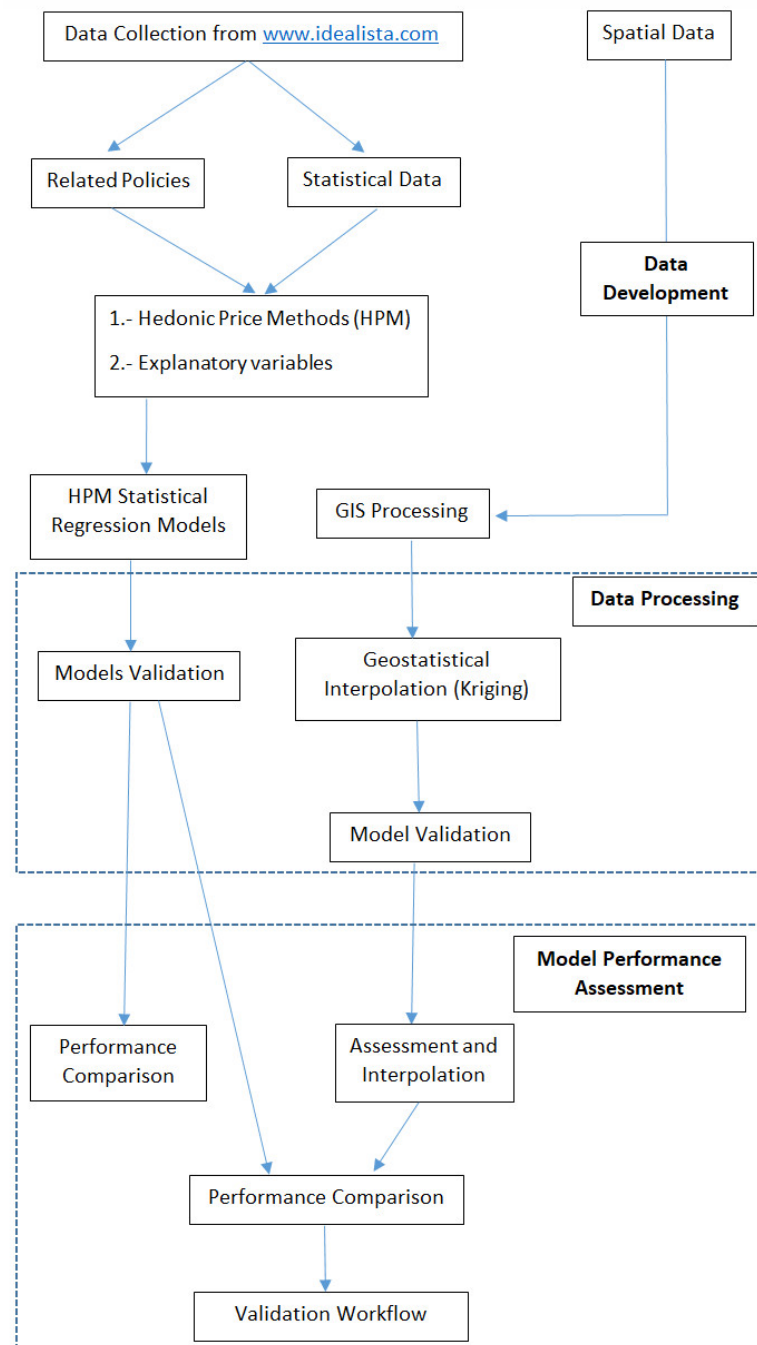 Data Collection from www.idealista.com
Spatial Data
Related Policies
Statistical Data
Data
Development
1.- Hedonic Price Methods (HPM)
2.- Explanatory variables
HPM Statistical
Regression Models
GIS Processing
Data Processing
Models Validation
Geostatistical
Interpolation (Kriging)
Model Validation
Model Performance
Assessment
Performance
Comparison
Assessment and
Interpolation
Performance Comparison
Validation Workflow